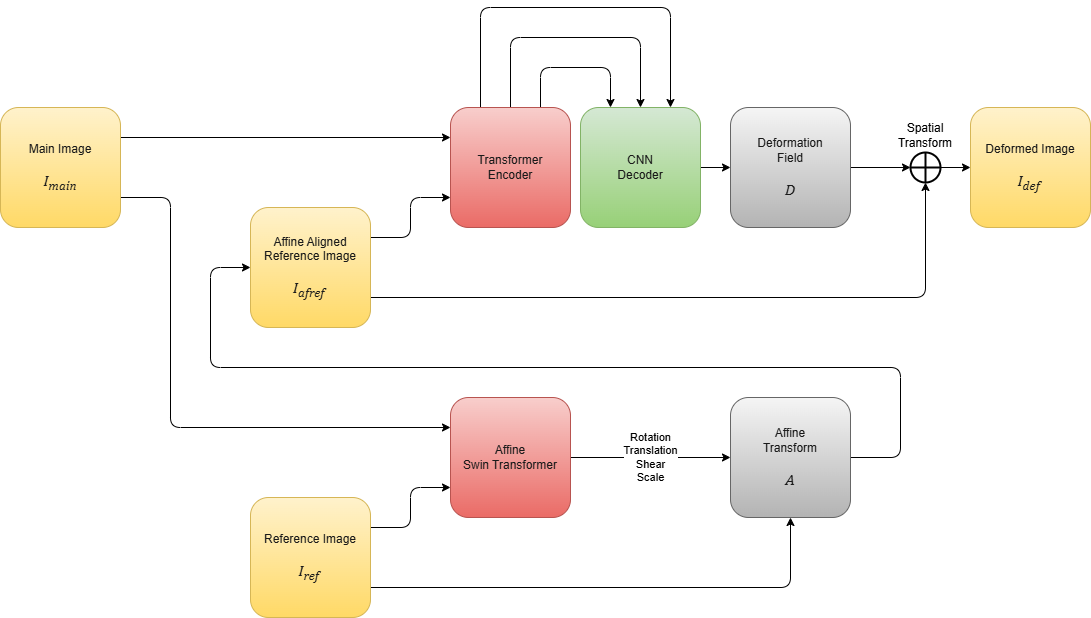 Main Image
I_main
Transformer
Encoder
CNN
Decoder
Deformation
Field
D
Spatial
Transform
Deformed Image
I_def
Affine Aligned
Reference Image
I_afref
Affine
Swin Transformer
Rotation
Translation
Shear
Scale
Affine
Transform
A
Reference Image
I_ref